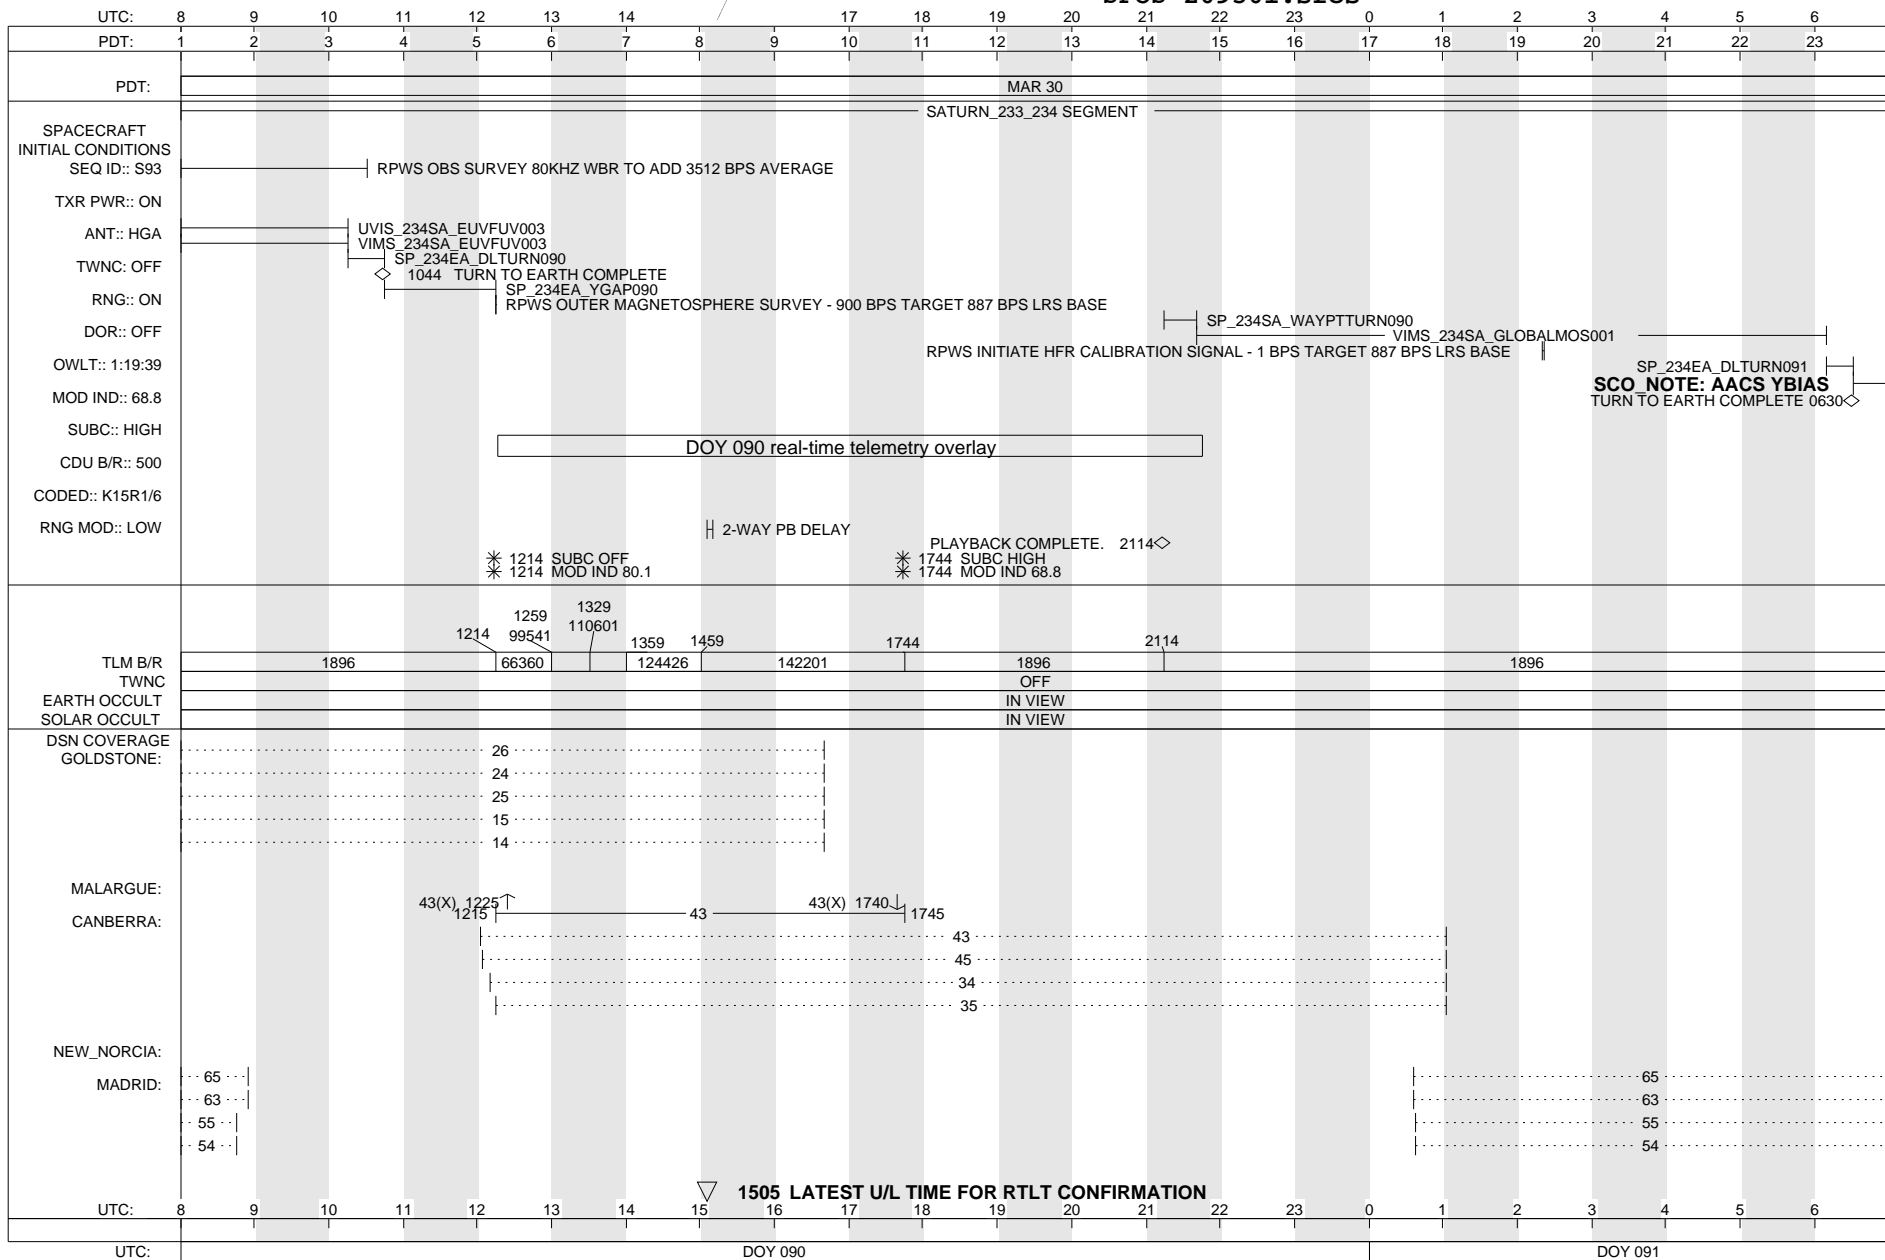 UTC: 8 9 10 11 12 13 14 17 18 19 20 21 22 23 0 1 2 3 4 5 6
PDT: 1 2 3 4 5 6 7 8 9 10 11 12 13 14 15 16 17 18 19 20 21 22 23
PDT: MAR 30
SATURN_233_234 SEGMENT
SPACECRAFT
INITIAL CONDITIONS
SEQ ID:: S93
RPWS OBS SURVEY 80KHZ WBR TO ADD 3512 BPS AVERAGE
TXR PWR:: ON
ANT:: HGA
UVIS_234SA_EUVFUV003
VIMS_234SA_EUVFUV003
SP_234EA_DLTURN090
TWNC: OFF
1044 TURN TO EARTH COMPLETE
SP_234EA_YGAP090
RNG:: ON
RPWS OUTER MAGNETOSPHERE SURVEY - 900 BPS TARGET 887 BPS LRS BASE
SP_234SA_WAYPTTURN090
DOR:: OFF
VIMS_234SA_GLOBALMOS001
RPWS INITIATE HFR CALIBRATION SIGNAL - 1 BPS TARGET 887 BPS LRS BASE
OWLT:: 1:19:39
SP_234EA_DLTURN091
SCO_NOTE: AACS YBIAS
MOD IND:: 68.8
TURN TO EARTH COMPLETE 0630
SUBC:: HIGH
DOY 090 real-time telemetry overlay
CDU B/R:: 500
CODED:: K15R1/6
RNG MOD:: LOW
2-WAY PB DELAY
PLAYBACK COMPLETE. 2114
1214 SUBC OFF 1744 SUBC HIGH
1214 MOD IND 80.1 1744 MOD IND 68.8
1329
1259 110601
1214 99541 1359 1459 1744 2114
TLM B/R 1896 66360 124426 142201 1896 1896
TWNC OFF
EARTH OCCULT IN VIEW
SOLAR OCCULT IN VIEW
DSN COVERAGE
GOLDSTONE:
26
24
25
15
14
MALARGUE:
43(X) 1225 43(X) 1740
CANBERRA: 1215 43 1745
43
45
34
35
NEW_NORCIA:
MADRID:
65 65
63 63
55 55
54 54
1505 LATEST U/L TIME FOR RTLT CONFIRMATION
UTC: 8 9 10 11 12 13 14 15 16 17 18 19 20 21 22 23 0 1 2 3 4 5 6
UTC: DOY 090 DOY 091